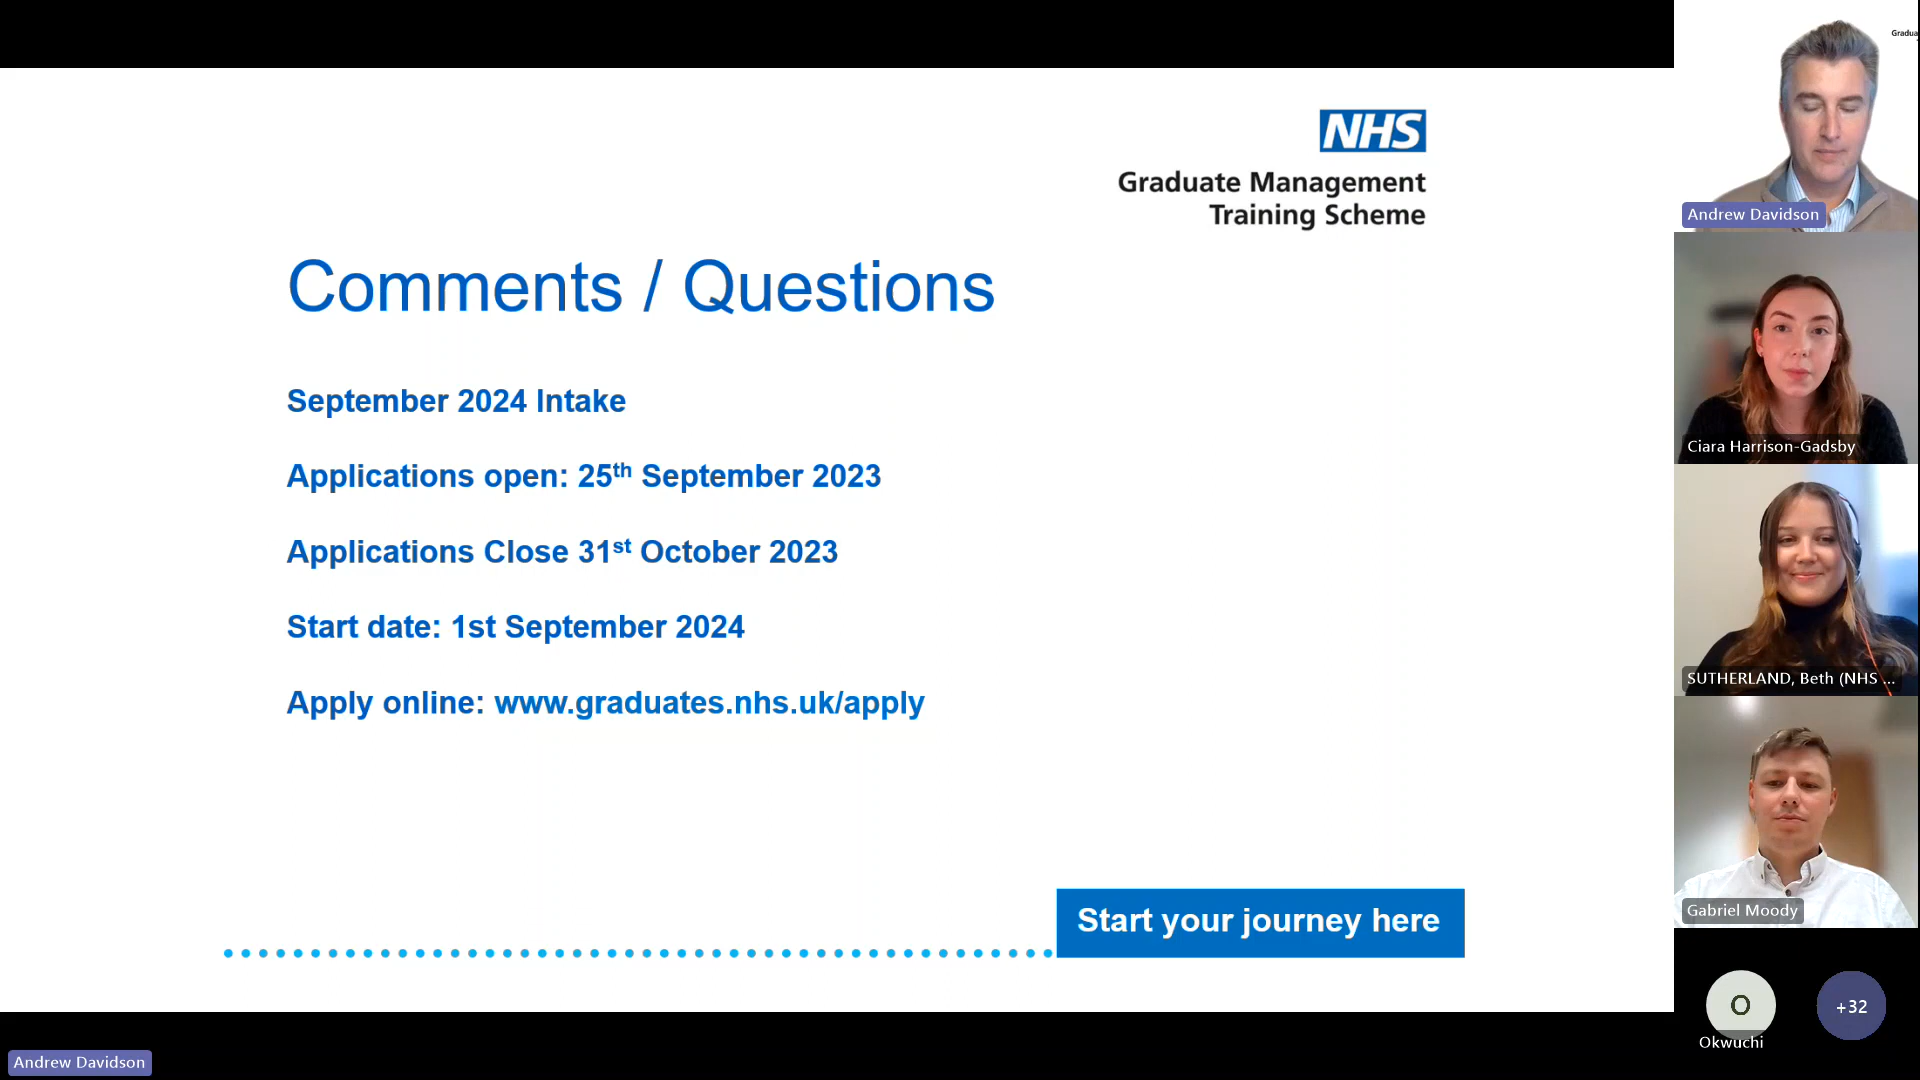 NHS
Graduate Management
Training Scheme
Comments / Questions
September 2024 Intake
Applications open: 25th September 2023
Applications Close 31st October 2023
Start date: 1st September 2024
Apply online: www.graduates.nhs.uk/apply
Start your journey here
Andrew Davidson
Gradua
Andrew Davidson
Ciara Harrison-Gadsby
SUTHERLAND, Beth (NHS ...
Gabriel Moody
O
Okwuchi
+32